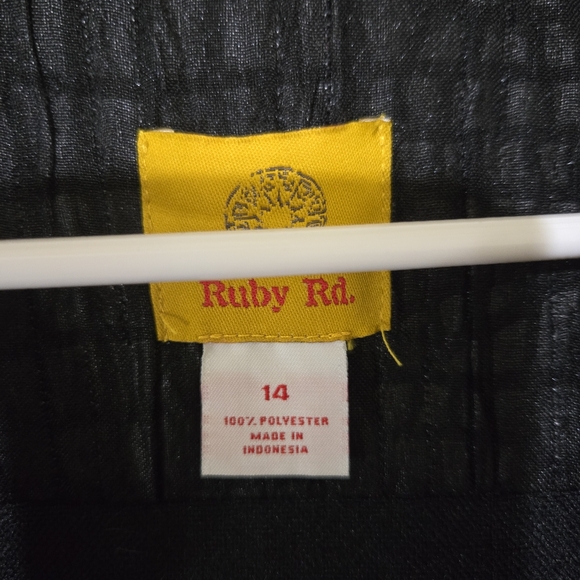 Ruby Rd.
14
100% POLYESTER
MADE IN
INDONESIA